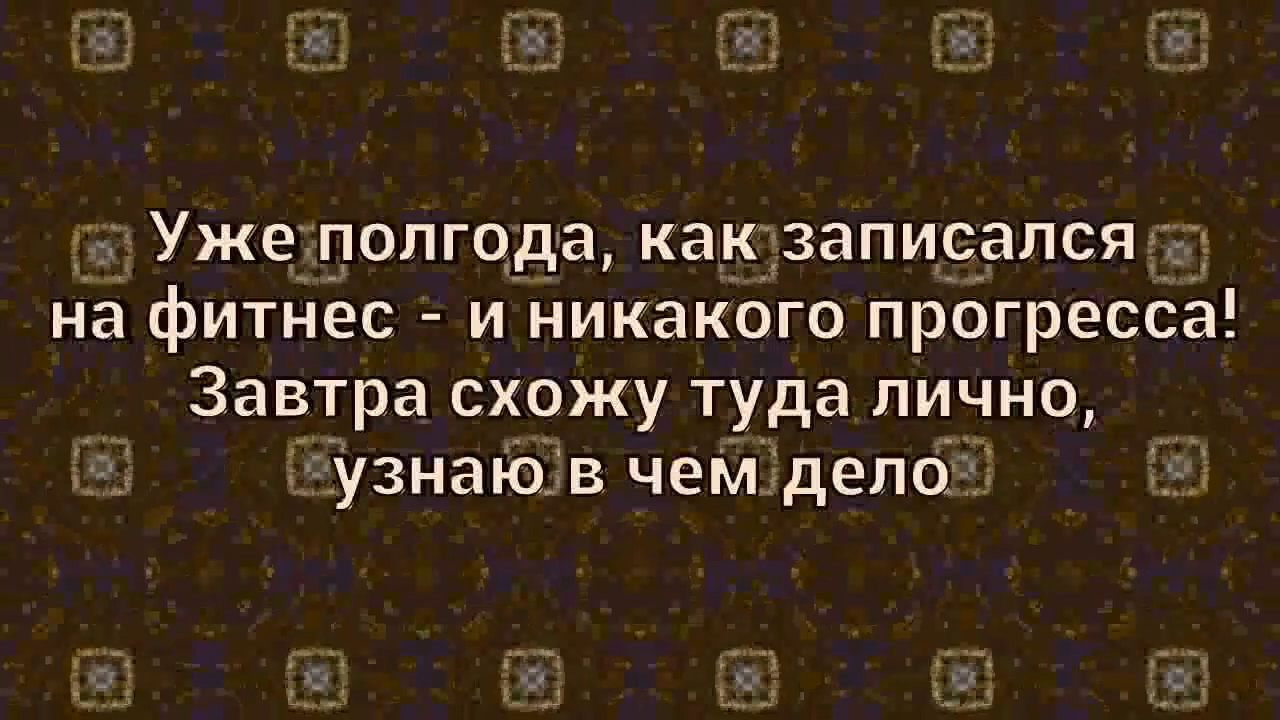 Уже полгода, как записался
на фитнес - и никакого прогресса!
Завтра схожу туда лично,
узнаю в чем дело